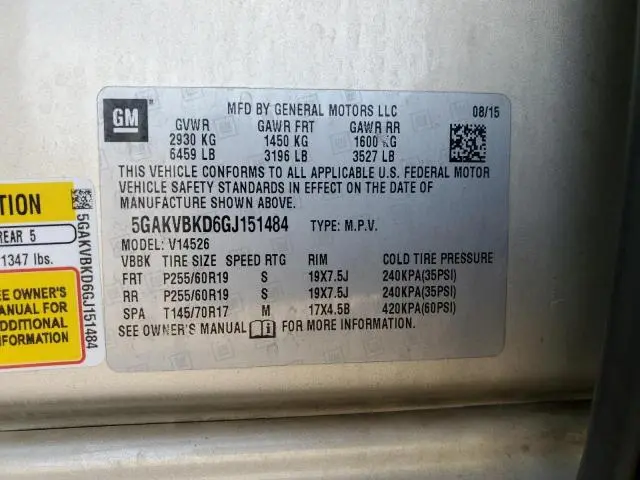 GM
MFD BY GENERAL MOTORS LLC 08/15
GVWR GAWR FRT GAWR RR
2930 KG 1450 KG 1600 KG
6459 LB 3196 LB 3527 LB
THIS VEHICLE CONFORMS TO ALL APPLICABLE U.S. FEDERAL MOTOR
VEHICLE SAFETY STANDARDS IN EFFECT ON THE DATE OF
MANUFACTURE SHOWN ABOVE.
5GAKVBKD6GJ151484 TYPE: M.P.V.
MODEL: V14526
VBBK TIRE SIZE SPEED RTG RIM COLD TIRE PRESSURE
FRT P255/60R19 S 19X7.5J 240KPA(35PSI)
RR P255/60R19 S 19X7.5J 240KPA(35PSI)
SPA T145/70R17 M 17X4.5B 420KPA(60PSI)
SEE OWNER'S MANUAL FOR MORE INFORMATION.
TION
REAR 5
1347 lbs.
EE OWNER'S
MANUAL FOR
ADDITIONAL
INFORMATION
5GAKVBKD6GJ151484